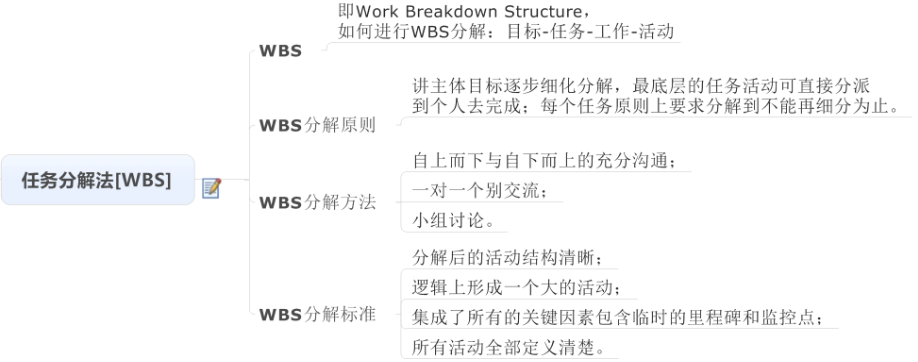 任务分解法[WBS]
WBS
即Work Breakdown Structure，
如何进行WBS分解：目标-任务-工作-活动
WBS分解原则
讲主体目标逐步细化分解，最底层的任务活动可直接分派
到个人去完成；每个任务原则上要求分解到不能再细分为止。
WBS分解方法
自上而下与自下而上的充分沟通；
一对一个别交流；
小组讨论。
WBS分解标准
分解后的活动结构清晰；
逻辑上形成一个大的活动；
集成了所有的关键因素包含临时的里程碑和监控点；
所有活动全部定义清楚。